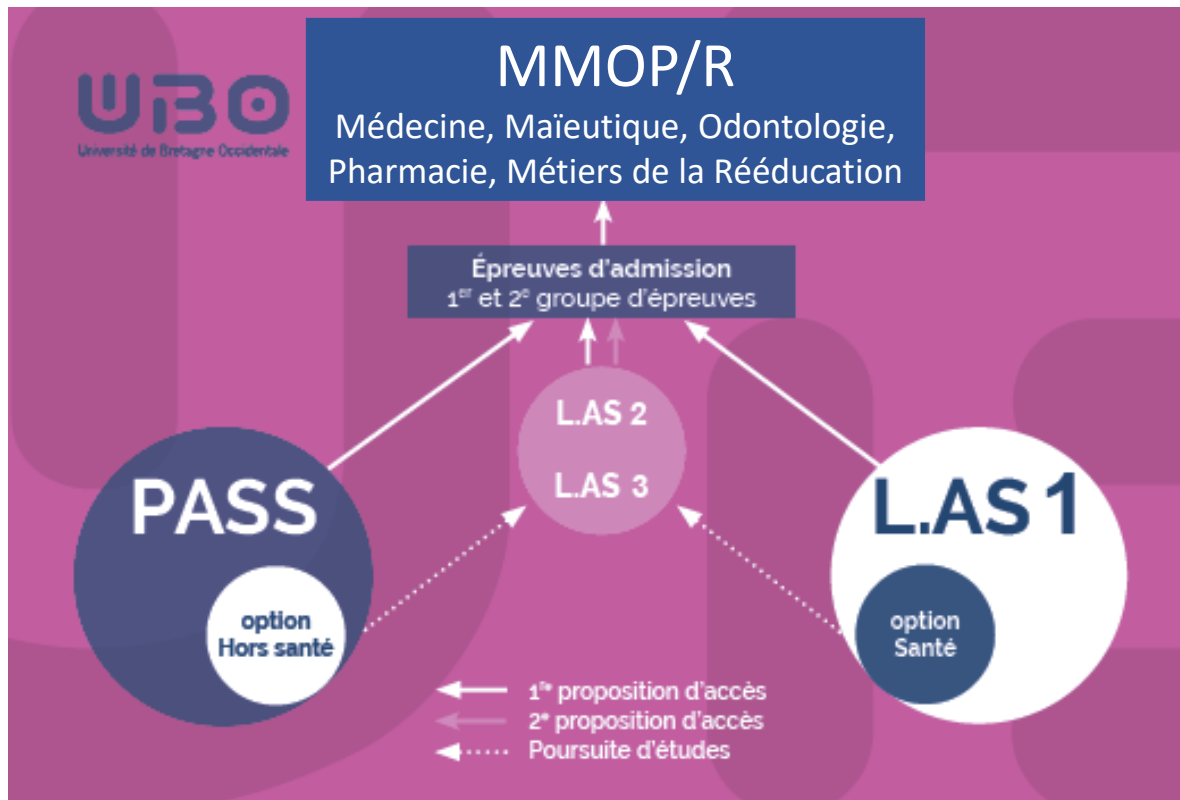 UBO
Université de Bretagne Occidentale
MMOP/R
Médecine, Maïeutique, Odontologie,
Pharmacie, Métiers de la Rééducation
Épreuves d'admission
1er et 2e groupe d'épreuves
L.AS 2
L.AS 3
PASS
option
Hors santé
L.AS 1
option
Santé
1re proposition d'accès
2e proposition d'accès
Poursuite d'études